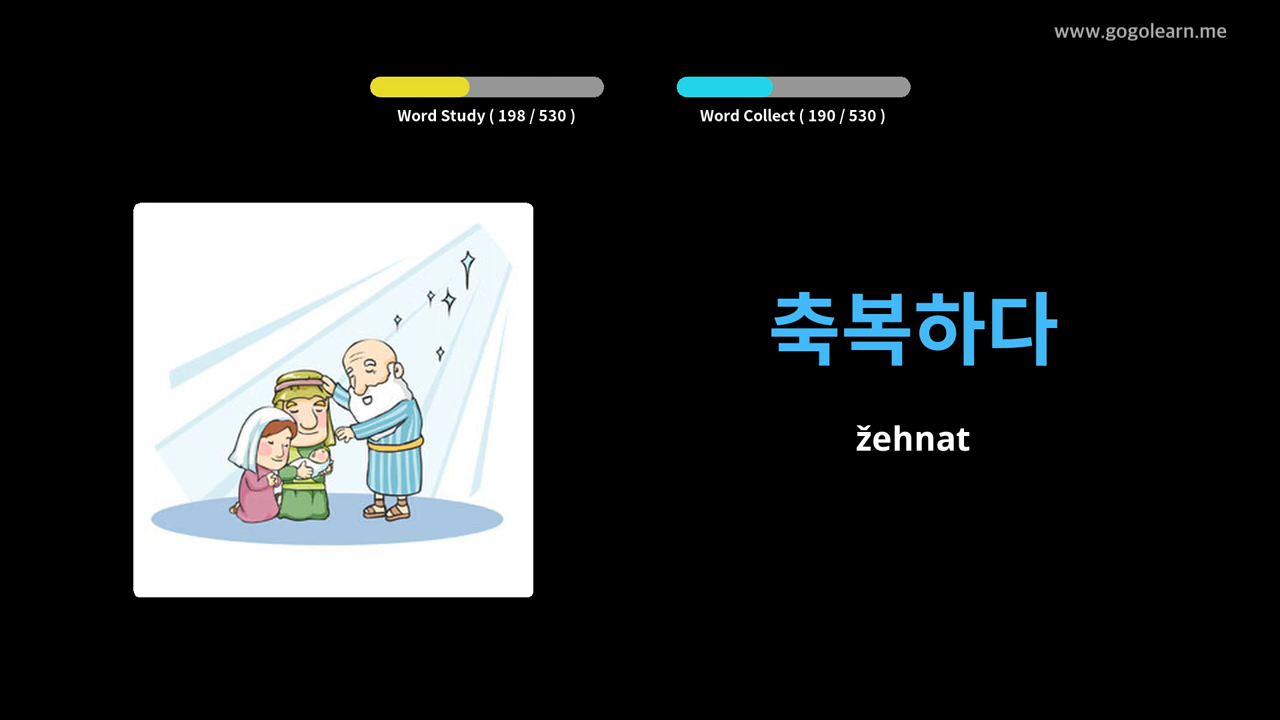 www.gogolearn.me
Word Study ( 198 / 530 )
Word Collect ( 190 / 530 )
축복하다
žehnat